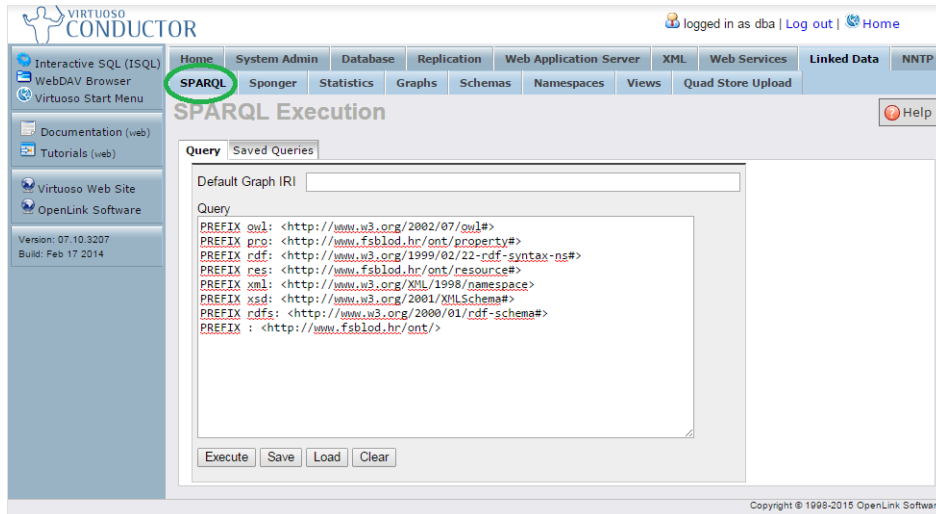 VIRTUOSO
CONDUCTOR
logged in as dba | Log out | Home
Interactive SQL (ISQL)
WebDAV Browser
Virtuoso Start Menu
Documentation (web)
Tutorials (web)
Virtuoso Web Site
OpenLink Software
Version: 07.10.3207
Build: Feb 17 2014
Home System Admin Database Replication Web Application Server XML Web Services Linked Data NNTP
SPARQL Sponger Statistics Graphs Schemas Namespaces Views Quad Store Upload
SPARQL Execution
Help
Query Saved Queries
Default Graph IRI
Query
PREFIX owl: <http://www.w3.org/2002/07/owl#>
PREFIX pro: <http://www.fsblod.hr/ont/property#>
PREFIX rdf: <http://www.w3.org/1999/02/22-rdf-syntax-ns#>
PREFIX res: <http://www.fsblod.hr/ont/resource#>
PREFIX xml: <http://www.w3.org/XML/1998/namespace>
PREFIX xsd: <http://www.w3.org/2001/XMLSchema#>
PREFIX rdfs: <http://www.w3.org/2000/01/rdf-schema#>
PREFIX : <http://www.fsblod.hr/ont/>
Execute Save Load Clear
Copyright © 1998-2015 OpenLink Softwar